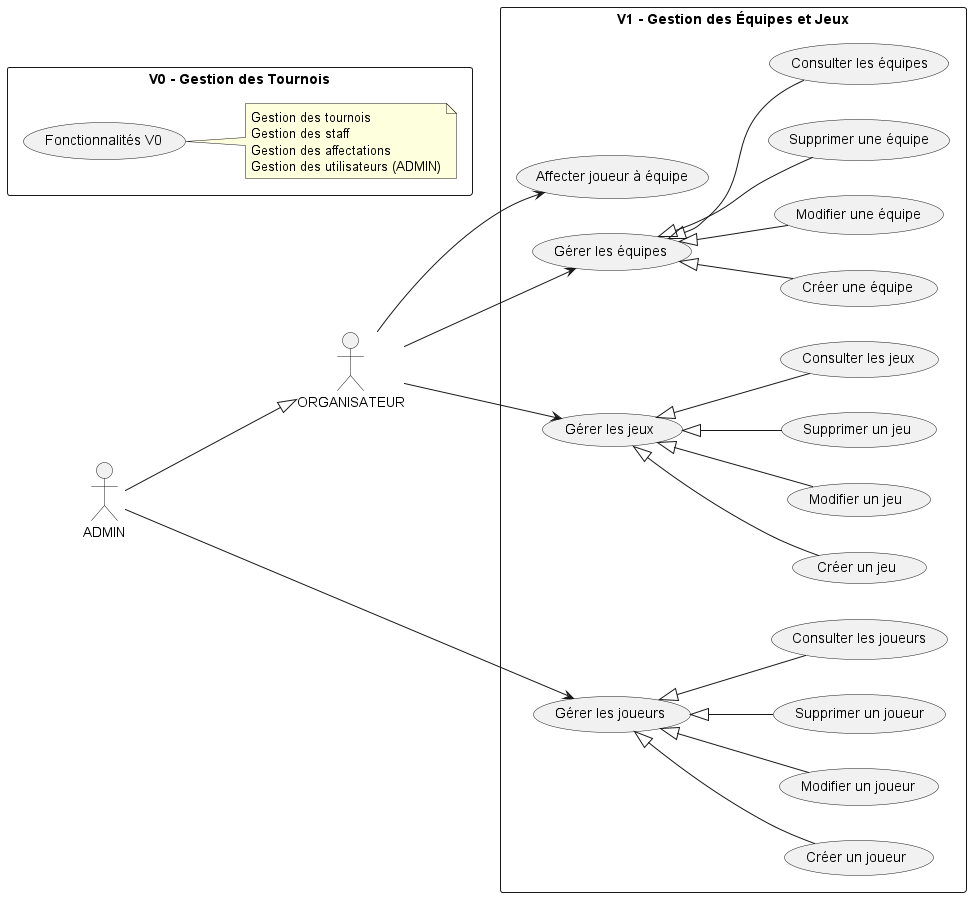 V0 - Gestion des Tournois
Fonctionnalités V0
Gestion des tournois
Gestion des staff
Gestion des affectations
Gestion des utilisateurs (ADMIN)
ORGANISATEUR
ADMIN
V1 - Gestion des Équipes et Jeux
Consulter les équipes
Supprimer une équipe
Affecter joueur à équipe
Modifier une équipe
Gérer les équipes
Créer une équipe
Consulter les jeux
Supprimer un jeu
Gérer les jeux
Modifier un jeu
Créer un jeu
Consulter les joueurs
Supprimer un joueur
Gérer les joueurs
Modifier un joueur
Créer un joueur